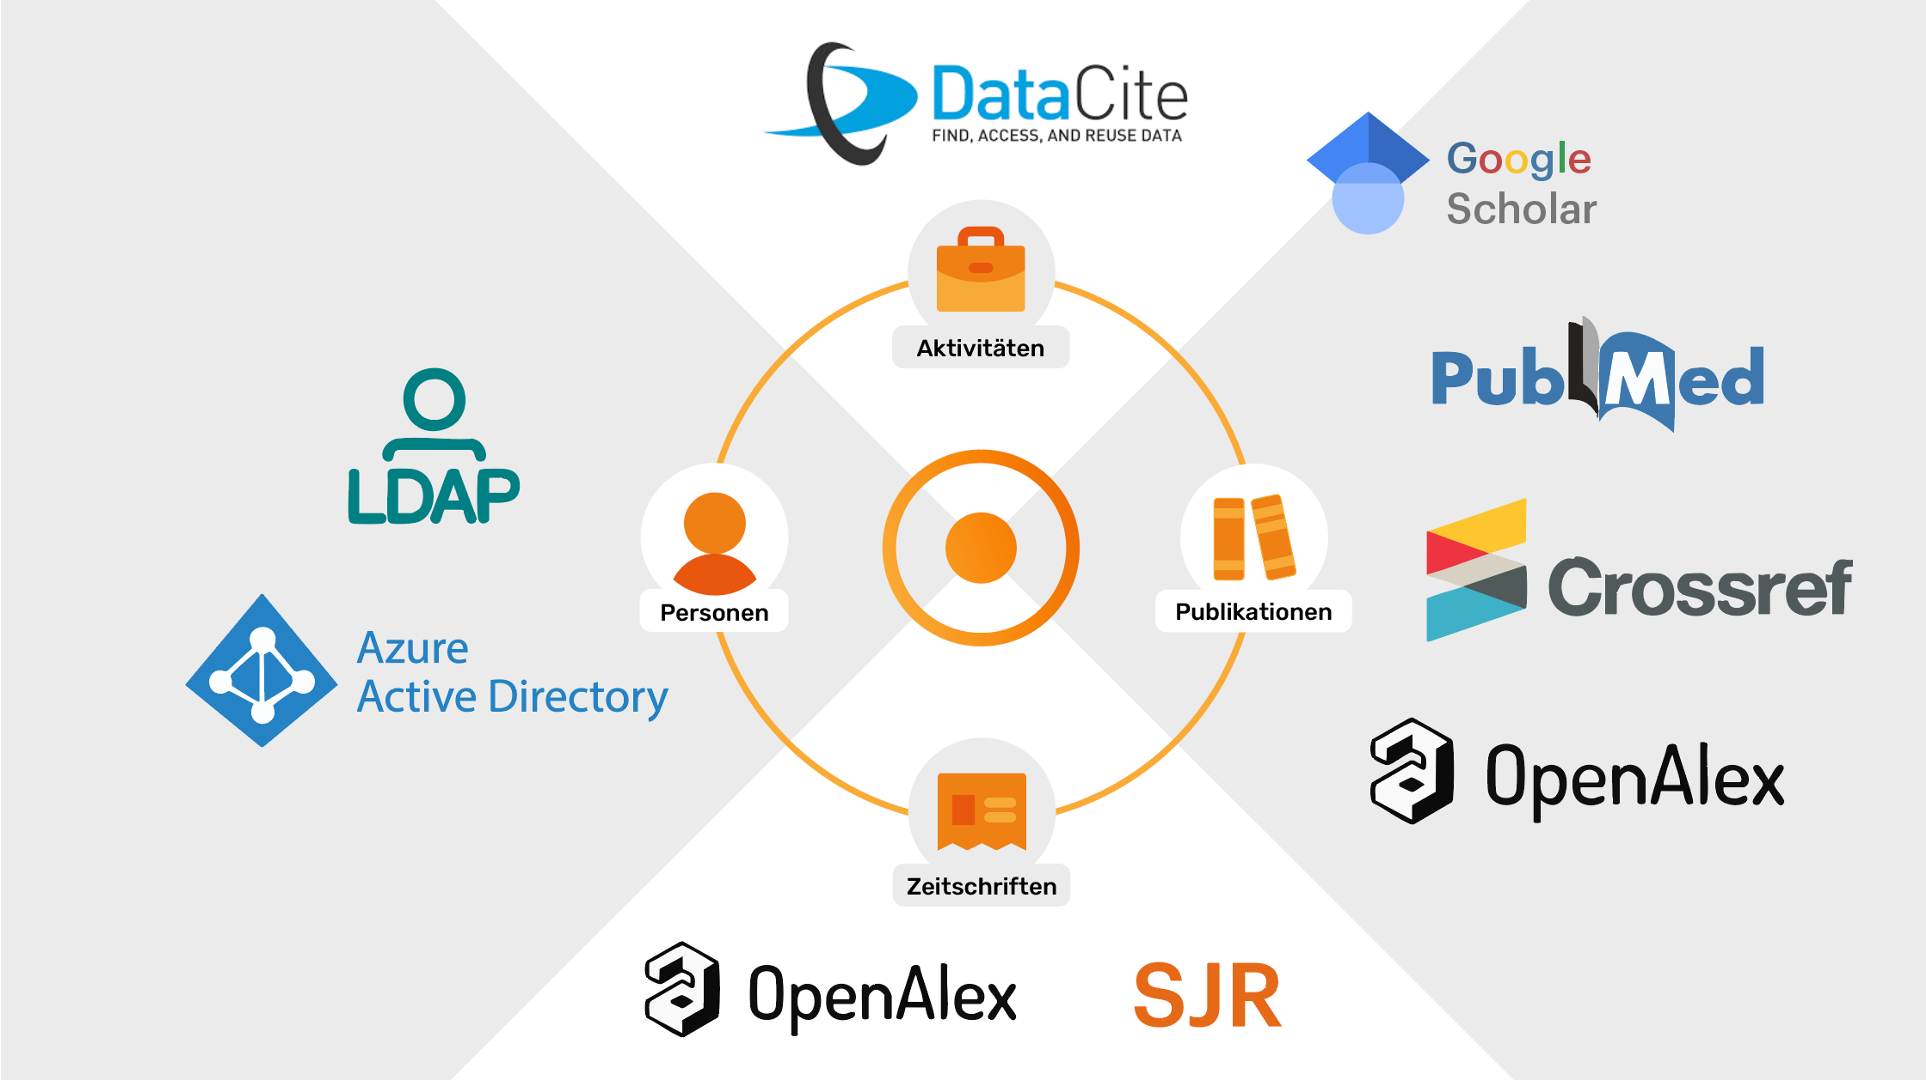 DataCite
FIND, ACCESS, AND REUSE DATA
Google
Scholar
Aktivitäten
PubMed
LDAP
Personen
Publikationen
Crossref
Azure
Active Directory
OpenAlex
Zeitschriften
OpenAlex
SJR